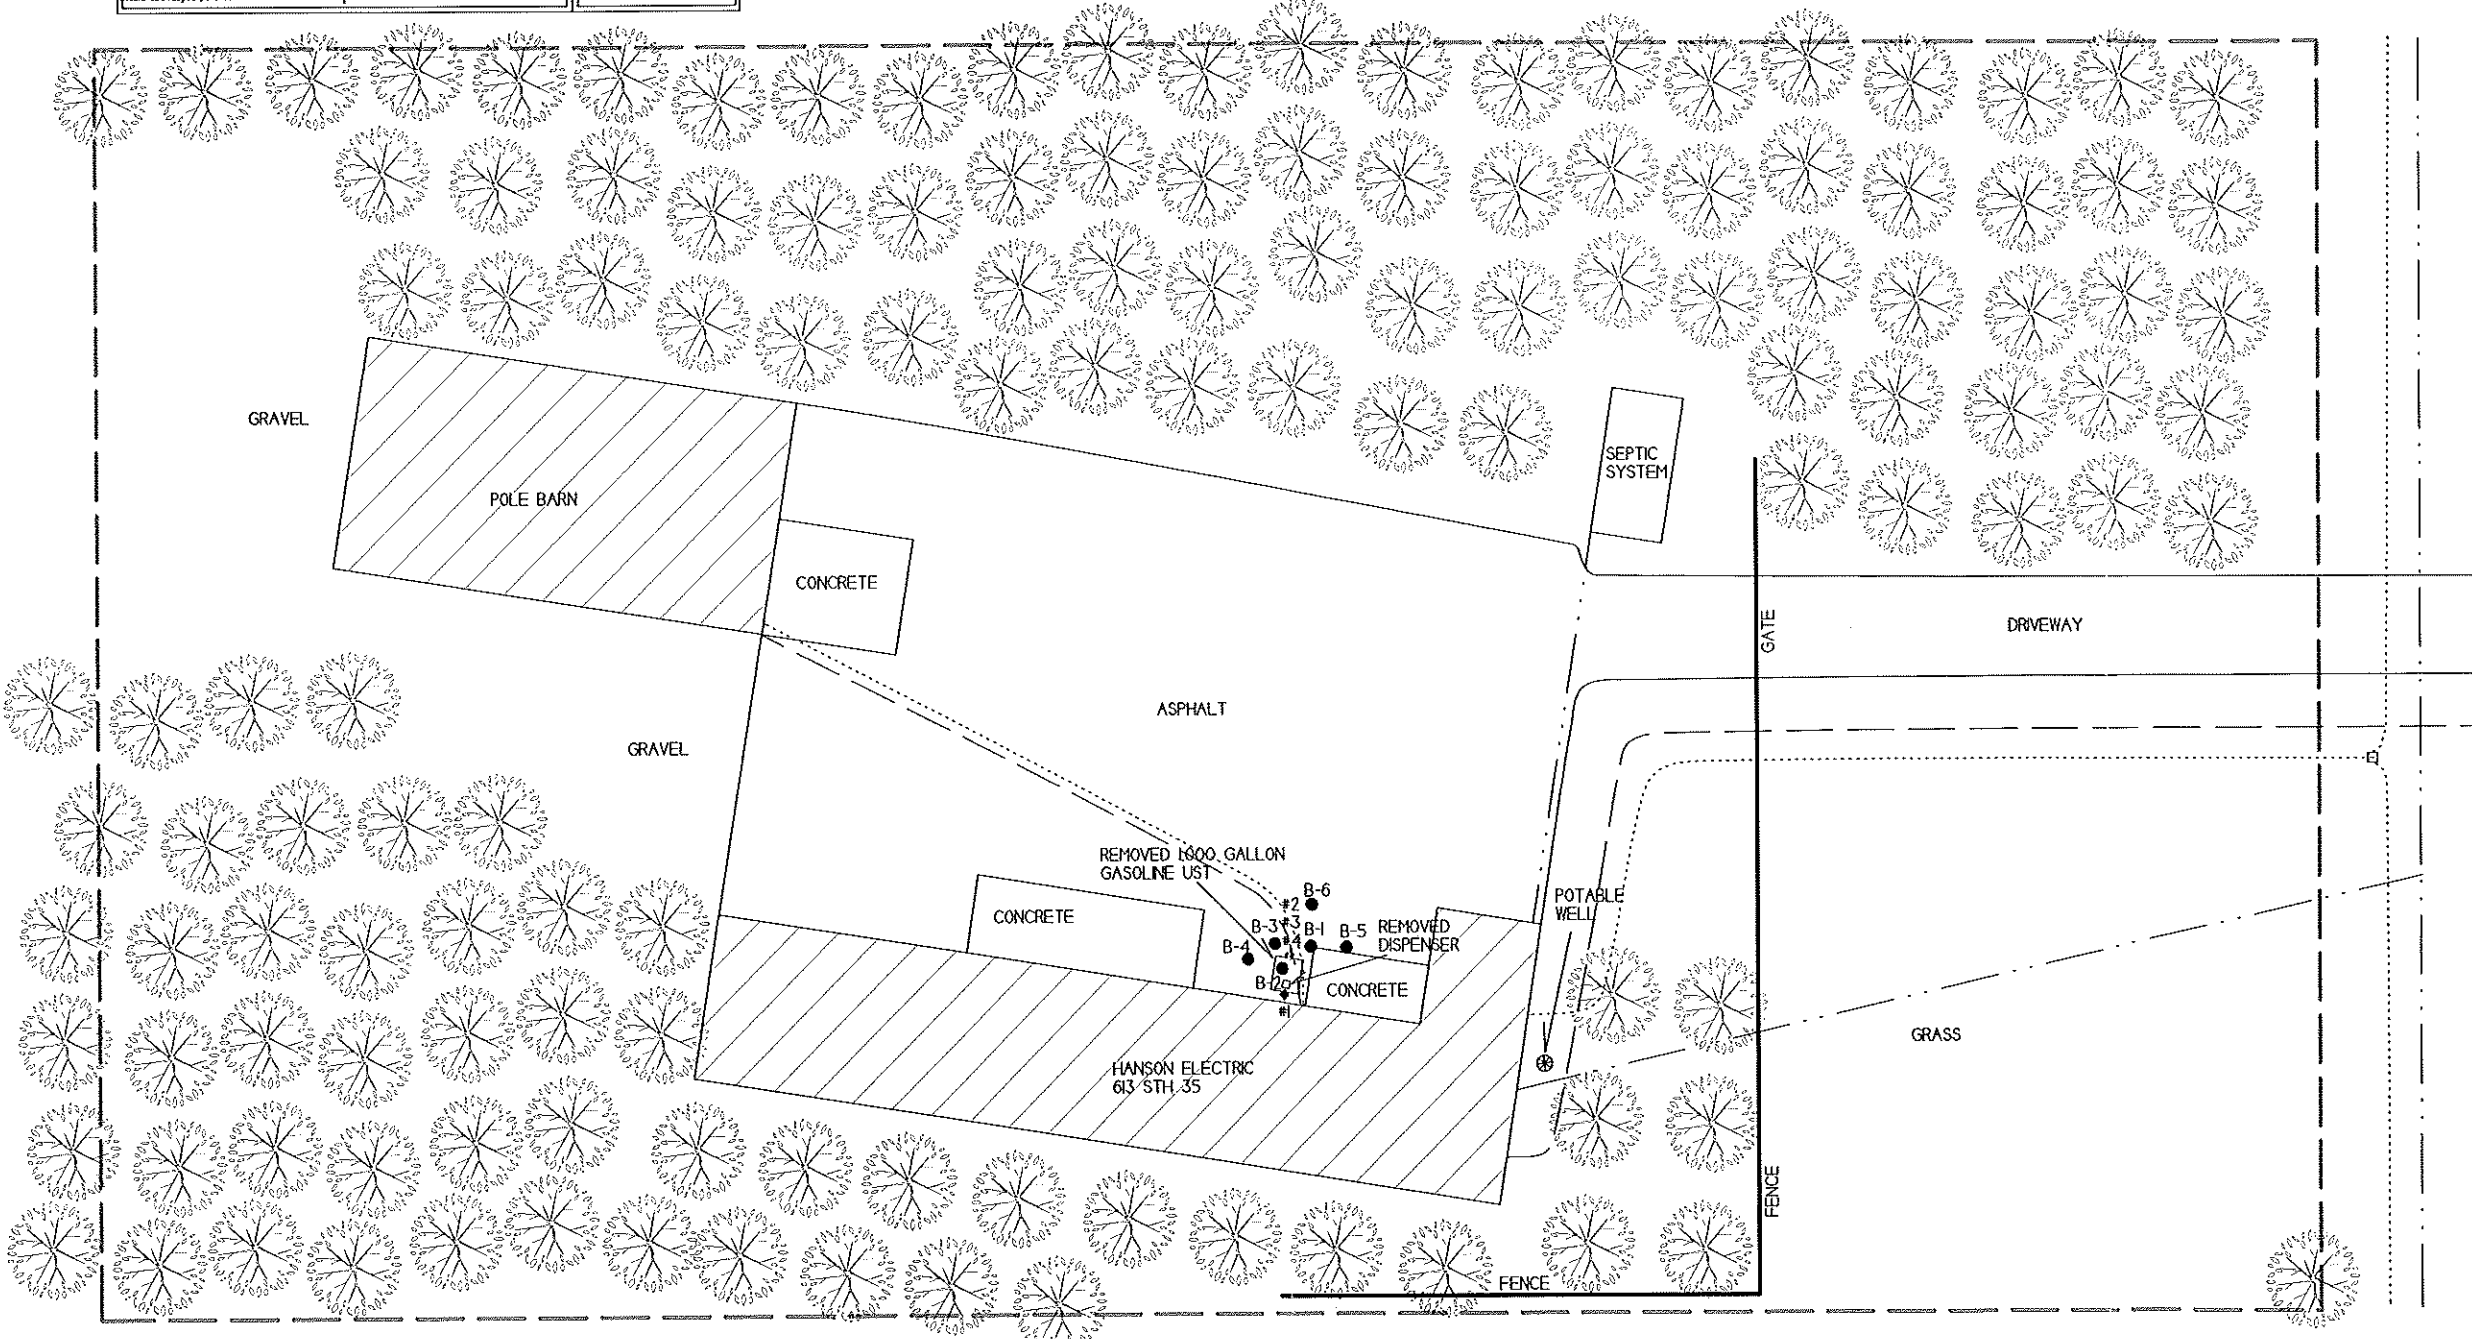 GRAVEL
SEPTIC
SYSTEM
POLE BARN
CONCRETE
GATE
DRIVEWAY
ASPHALT
GRAVEL
REMOVED 1000 GALLON
GASOLINE UST
B-6
#2
POTABLE
WELL
CONCRETE
B-3
#3
B-1
B-5
REMOVED
DISPENSER
#4
B-4
B-2
CONCRETE
#1
GRASS
HANSON ELECTRIC
613 STH 35
FENCE
FENCE